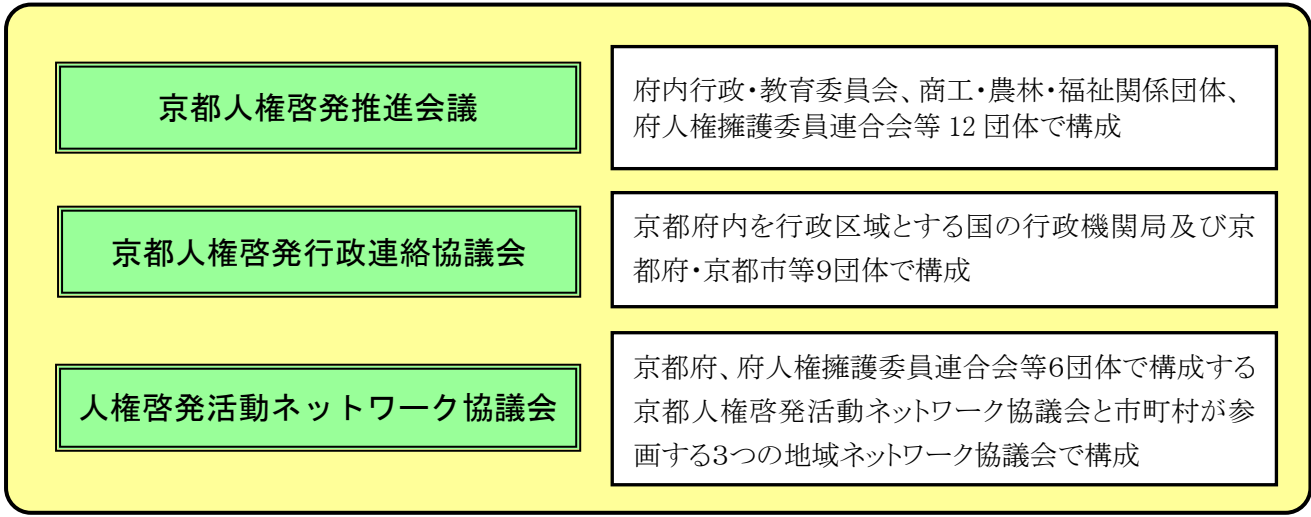 京都人権啓発推進会議
府内行政・教育委員会、商工・農林・福祉関係団体、
府人権擁護委員連合会等 12 団体で構成
京都人権啓発行政連絡協議会
京都府内を行政区域とする国の行政機関局及び京
都府・京都市等9団体で構成
人権啓発活動ネットワーク協議会
京都府、府人権擁護委員連合会等6団体で構成する
京都人権啓発活動ネットワーク協議会と市町村が参
画する3つの地域ネットワーク協議会で構成